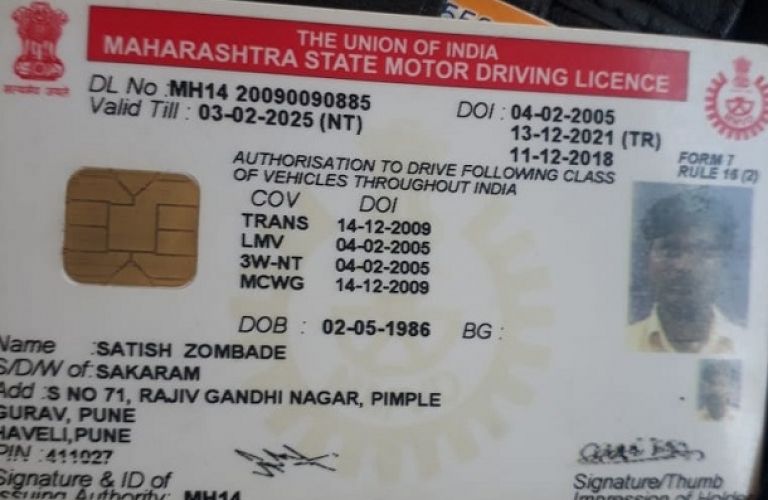 THE UNION OF INDIA
MAHARASHTRA STATE MOTOR DRIVING LICENCE
सत्यमेव जयते
DL No : MH14 20090090885
DOI : 04-02-2005
Valid Till : 03-02-2025 (NT)
13-12-2021 (TR)
11-12-2018
FORM 7
RULE 16 (2)
AUTHORISATION TO DRIVE FOLLOWING CLASS
OF VEHICLES THROUGHOUT INDIA
COV DOI
TRANS 14-12-2009
LMV 04-02-2005
3W-NT 04-02-2005
MCWG 14-12-2009
DOB : 02-05-1986 BG :
Name :SATISH ZOMBADE
S/D/W of:SAKARAM
Add :S NO 71, RAJIV GANDHI NAGAR, PIMPLE
GURAV, PUNE
HAVELI,PUNE
PIN :411027
Signature & ID of
Issuing Authority: MH14
Signature/Thumb
Impression of Holder